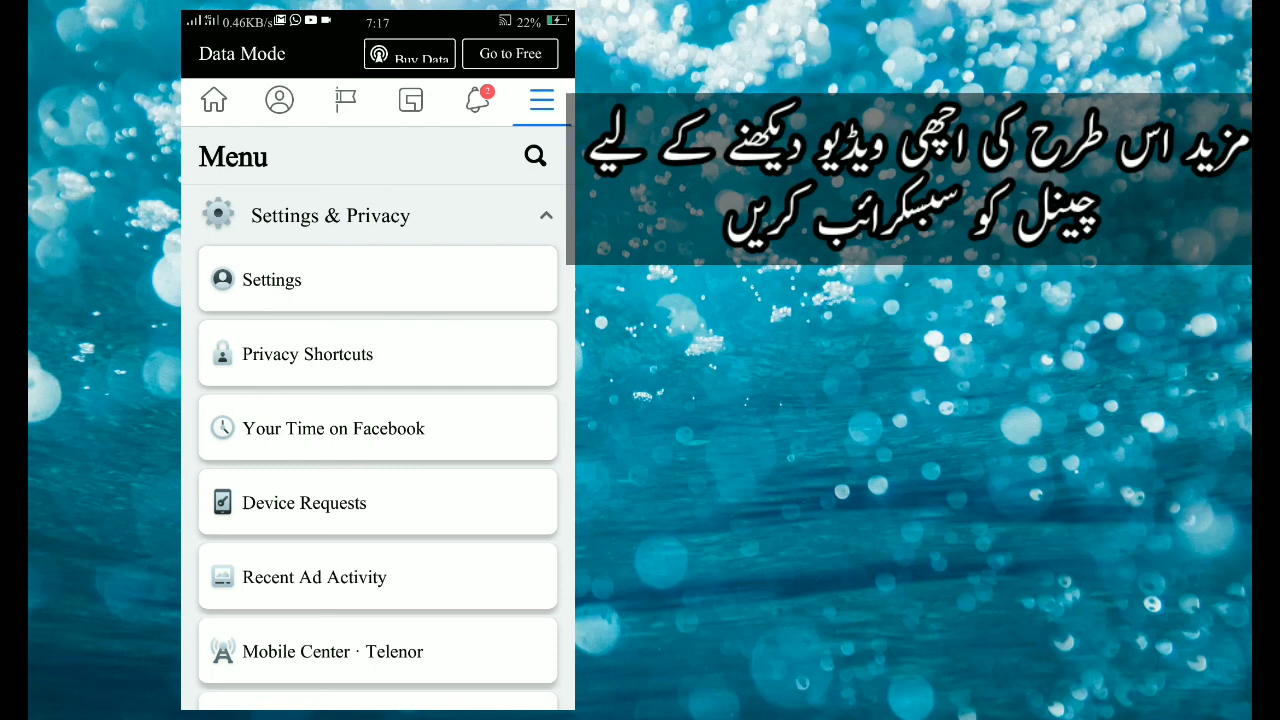 0.46KB/s 7:17 22%
Data Mode Buy Data Go to Free
2
Menu
مزید اس طرح کی اچھی ویڈیو دیکھنے کے لیے
چینل کو سبسکرائب کریں
Settings & Privacy
Settings
Privacy Shortcuts
Your Time on Facebook
Device Requests
Recent Ad Activity
Mobile Center · Telenor